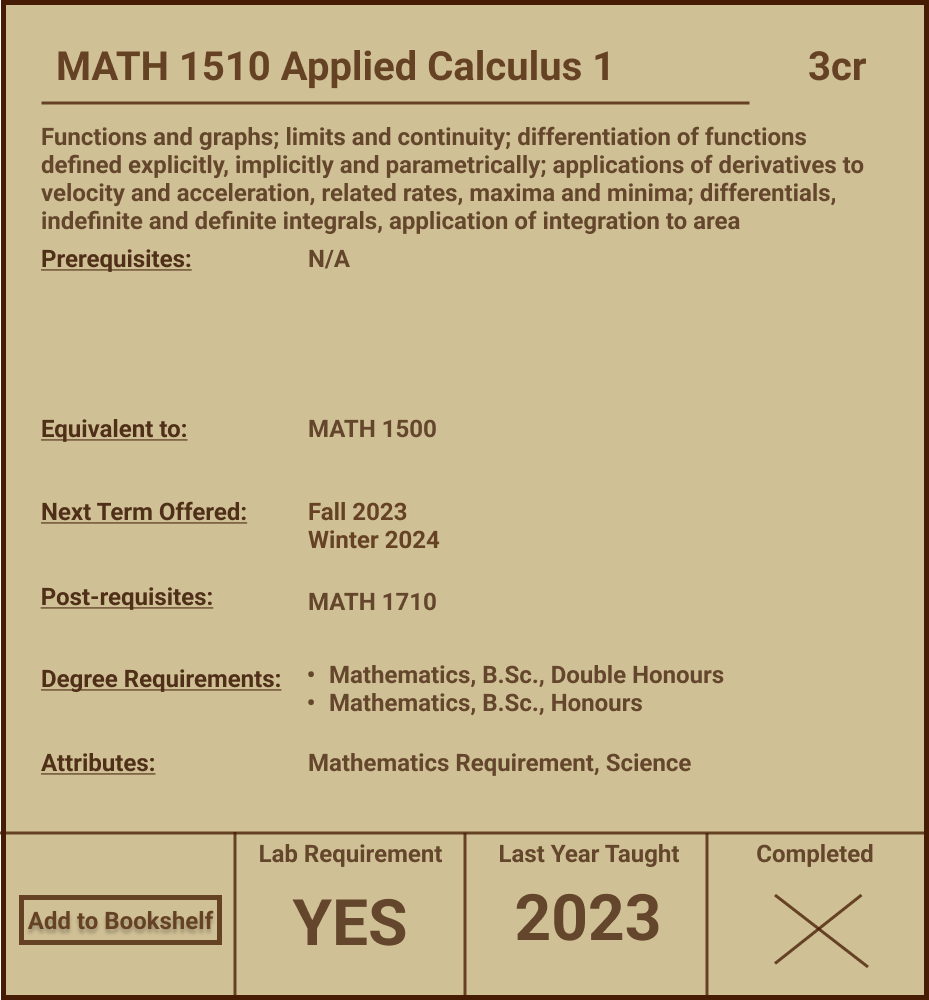 MATH 1510 Applied Calculus 1 3cr
Functions and graphs; limits and continuity; differentiation of functions
defined explicitly, implicitly and parametrically; applications of derivatives to
velocity and acceleration, related rates, maxima and minima; differentials,
indefinite and definite integrals, application of integration to area
Prerequisites: N/A
Equivalent to: MATH 1500
Next Term Offered: Fall 2023
Winter 2024
Post-requisites: MATH 1710
Degree Requirements: • Mathematics, B.Sc., Double Honours
• Mathematics, B.Sc., Honours
Attributes: Mathematics Requirement, Science
Lab Requirement Last Year Taught Completed
Add to Bookshelf YES 2023